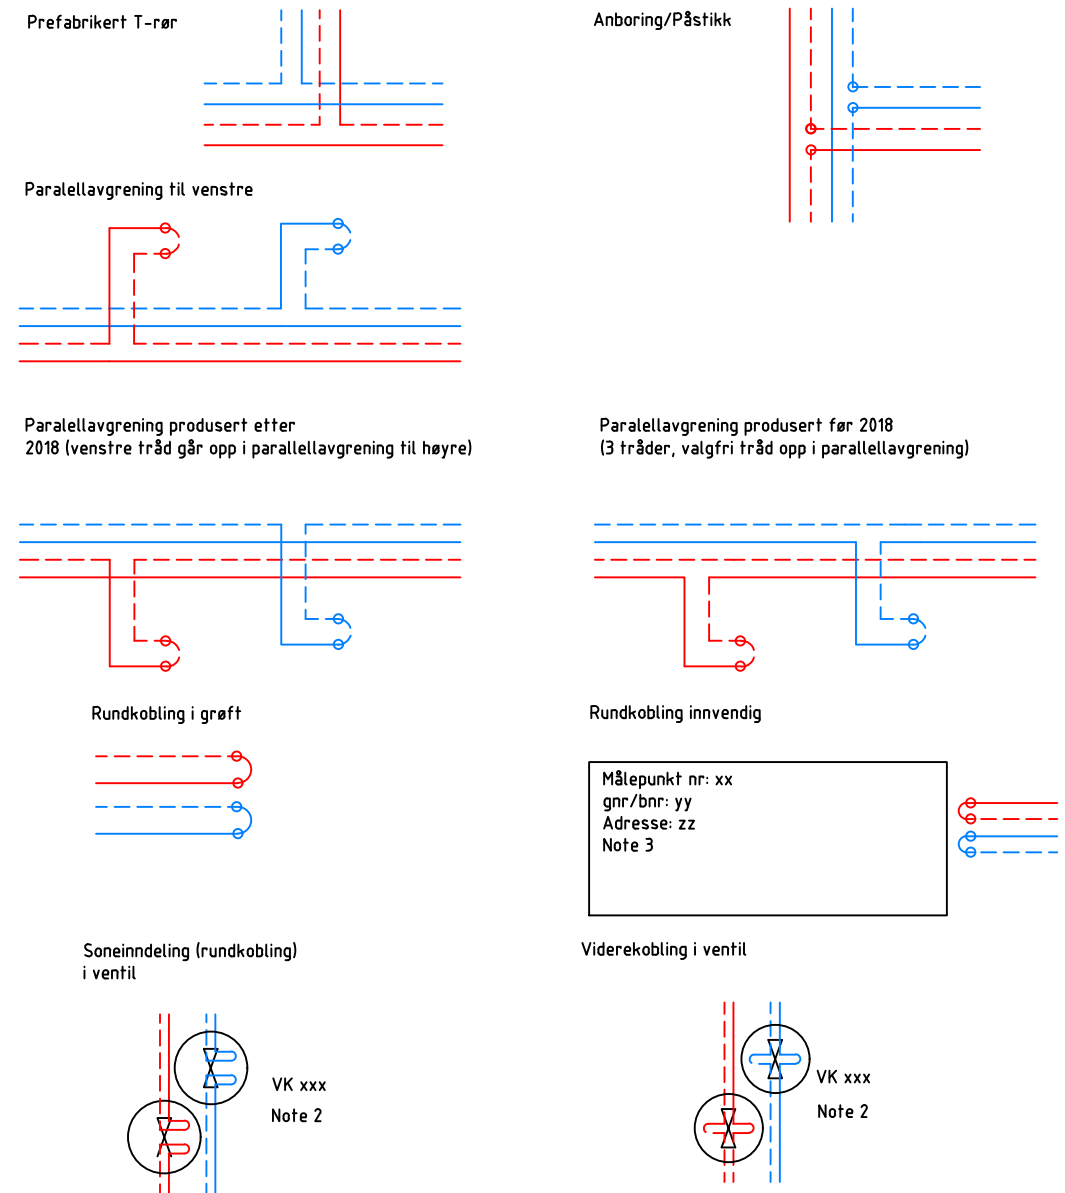 Prefabrikert T-rør
Anboring/Påstikk
Paralellavgrening til venstre
Paralellavgrening produsert etter
2018 (venstre tråd går opp i parallellavgrening til høyre)
Paralellavgrening produsert før 2018
(3 tråder, valgfri tråd opp i parallellavgrening)
Rundkobling i grøft
Rundkobling innvendig
Målepunkt nr: xx
gnr/bnr: yy
Adresse: zz
Note 3
Soneinndeling (rundkobling)
i ventil
Viderekobling i ventil
VK xxx
Note 2
VK xxx
Note 2